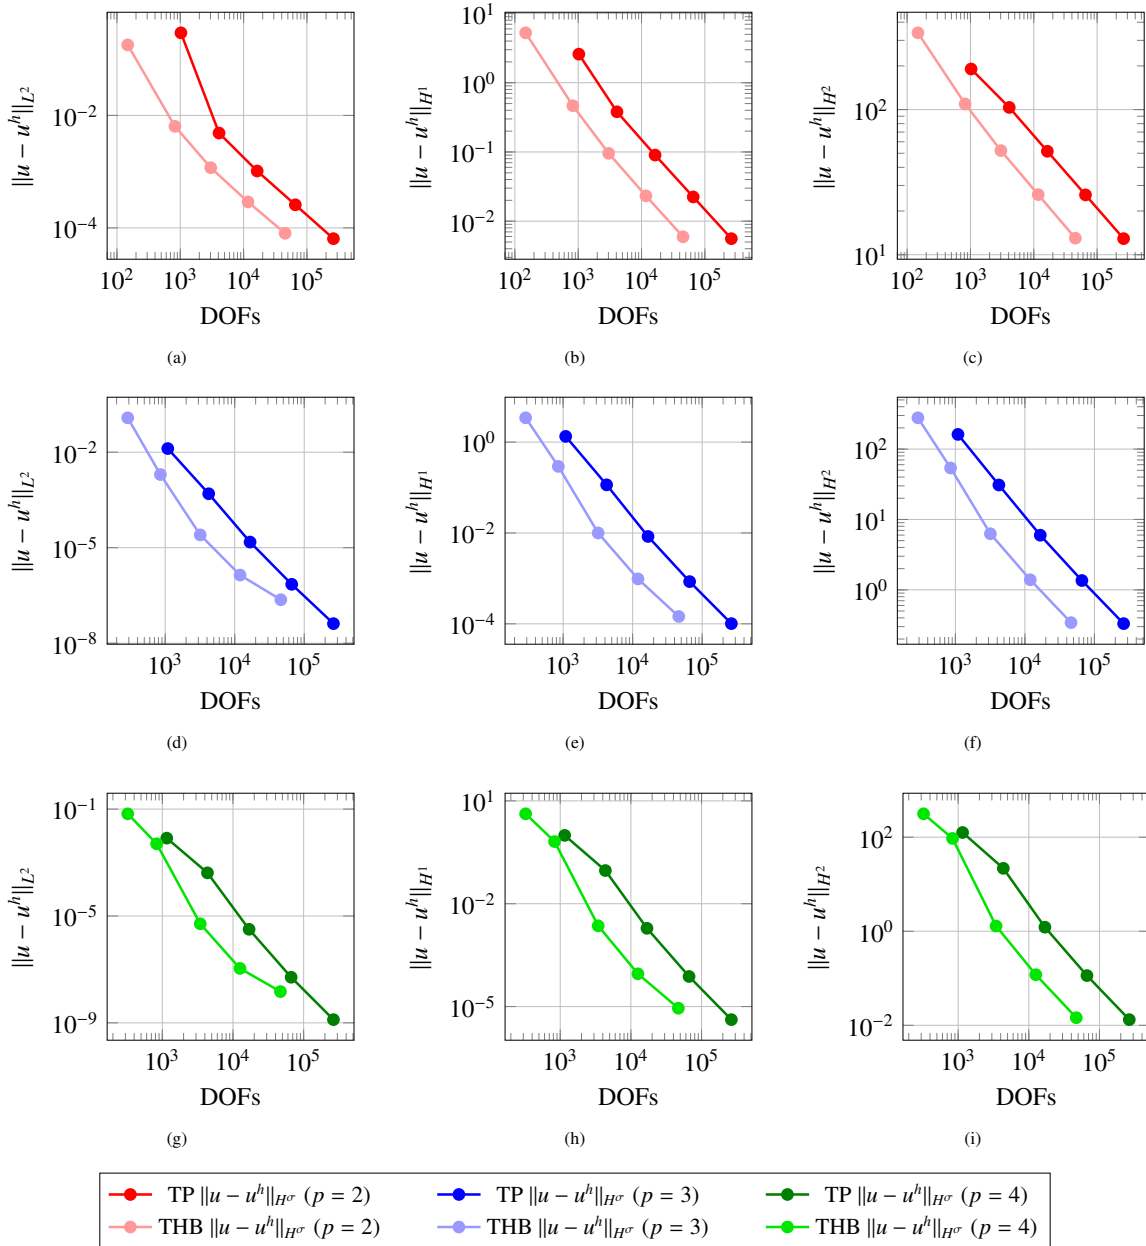 10^{-2}
10^{-4}
‖u − u^h‖_{L^2}
10^2 10^3 10^4 10^5
DOFs
(a)
10^1
10^0
10^{-1}
10^{-2}
‖u − u^h‖_{H^1}
10^2 10^3 10^4 10^5
DOFs
(b)
10^2
10^1
‖u − u^h‖_{H^2}
10^2 10^3 10^4 10^5
DOFs
(c)
10^{-2}
10^{-5}
10^{-8}
‖u − u^h‖_{L^2}
10^3 10^4 10^5
DOFs
(d)
10^0
10^{-2}
10^{-4}
‖u − u^h‖_{H^1}
10^3 10^4 10^5
DOFs
(e)
10^2
10^1
10^0
‖u − u^h‖_{H^2}
10^3 10^4 10^5
DOFs
(f)
10^{-1}
10^{-5}
10^{-9}
‖u − u^h‖_{L^2}
10^3 10^4 10^5
DOFs
(g)
10^1
10^{-2}
10^{-5}
‖u − u^h‖_{H^1}
10^3 10^4 10^5
DOFs
(h)
10^2
10^0
10^{-2}
‖u − u^h‖_{H^2}
10^3 10^4 10^5
DOFs
(i)
TP ‖u − u^h‖_{H^σ} (p = 2) TP ‖u − u^h‖_{H^σ} (p = 3) TP ‖u − u^h‖_{H^σ} (p = 4)
THB ‖u − u^h‖_{H^σ} (p = 2) THB ‖u − u^h‖_{H^σ} (p = 3) THB ‖u − u^h‖_{H^σ} (p = 4)